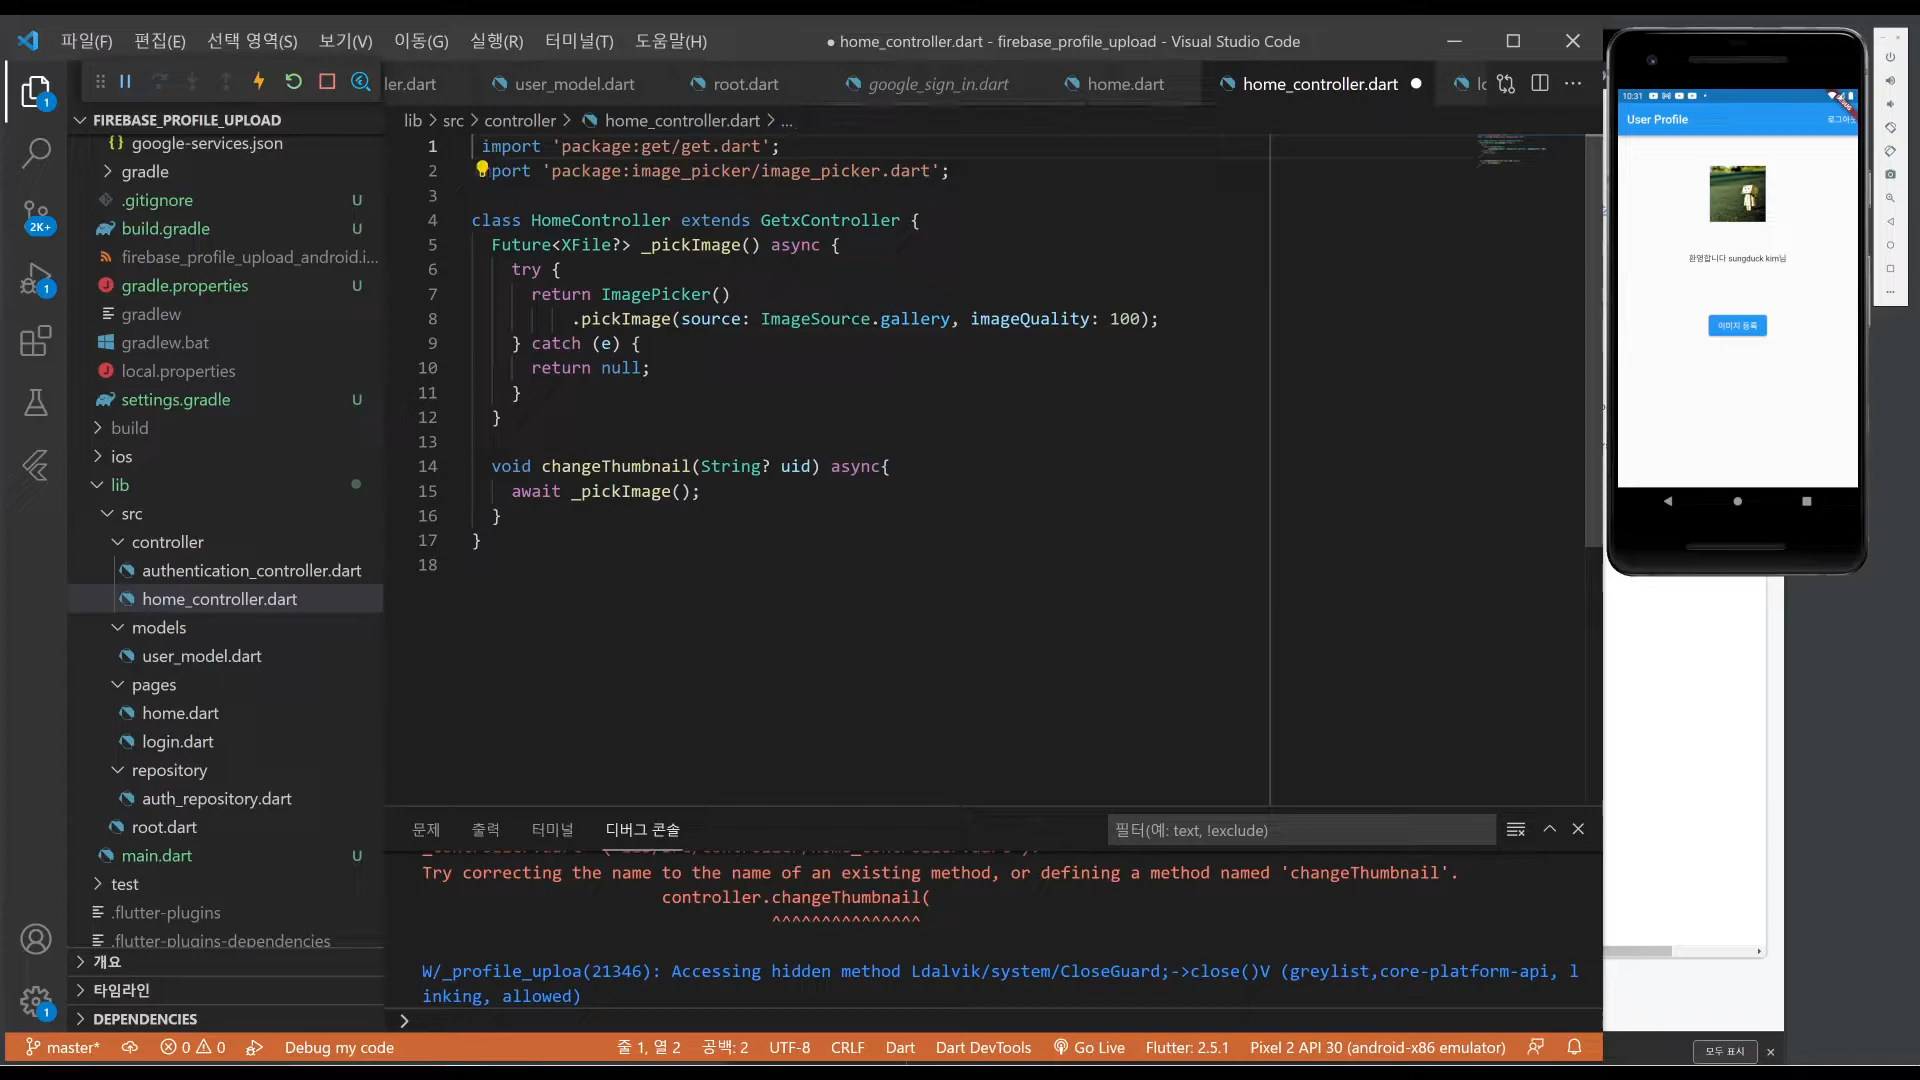 파일(F) 편집(E) 선택 영역(S) 보기(V) 이동(G) 실행(R) 터미널(T) 도움말(H)
● home_controller.dart - firebase_profile_upload - Visual Studio Code
ler.dart user_model.dart root.dart google_sign_in.dart home.dart home_controller.dart
lib > src > controller > home_controller.dart > ...
1
2K+
1
1
FIREBASE_PROFILE_UPLOAD
google-services.json
gradle
.gitignore U
build.gradle U
firebase_profile_upload_android.i...
gradle.properties U
gradlew
gradlew.bat
local.properties
settings.gradle U
build
ios
lib
src
controller
authentication_controller.dart
home_controller.dart
models
user_model.dart
pages
home.dart
login.dart
repository
auth_repository.dart
root.dart
main.dart U
test
.flutter-plugins
.flutter-plugins-dependencies
개요
타임라인
DEPENDENCIES
1 import 'package:get/get.dart';
2 port 'package:image_picker/image_picker.dart';
3
4 class HomeController extends GetxController {
5 Future<XFile?> _pickImage() async {
6 try {
7 return ImagePicker()
8 .pickImage(source: ImageSource.gallery, imageQuality: 100);
9 } catch (e) {
10 return null;
11 }
12 }
13
14 void changeThumbnail(String? uid) async{
15 await _pickImage();
16 }
17 }
18
문제 출력 터미널 디버그 콘솔
필터(예: text, !exclude)
Try correcting the name to the name of an existing method, or defining a method named 'changeThumbnail'.
controller.changeThumbnail(
^^^^^^^^^^^^^^^
W/_profile_uploa(21346): Accessing hidden method Ldalvik/system/CloseGuard;->close()V (greylist,core-platform-api, l
inking, allowed)
>
master* 0 0 Debug my code
줄 1, 열 2 공백: 2 UTF-8 CRLF Dart Dart DevTools Go Live Flutter: 2.5.1 Pixel 2 API 30 (android-x86 emulator)
10:31
User Profile
환영합니다 sungduck kim님
이미지 등록
모두 표시